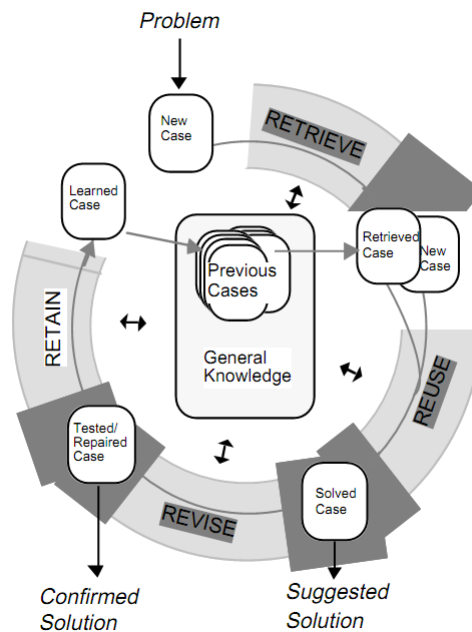 Problem
New
Case
RETRIEVE
Learned
Case
Retrieved
Case
New
Case
Previous
Cases
General
Knowledge
RETAIN
REUSE
Tested/
Repaired
Case
Solved
Case
REVISE
Confirmed
Solution
Suggested
Solution